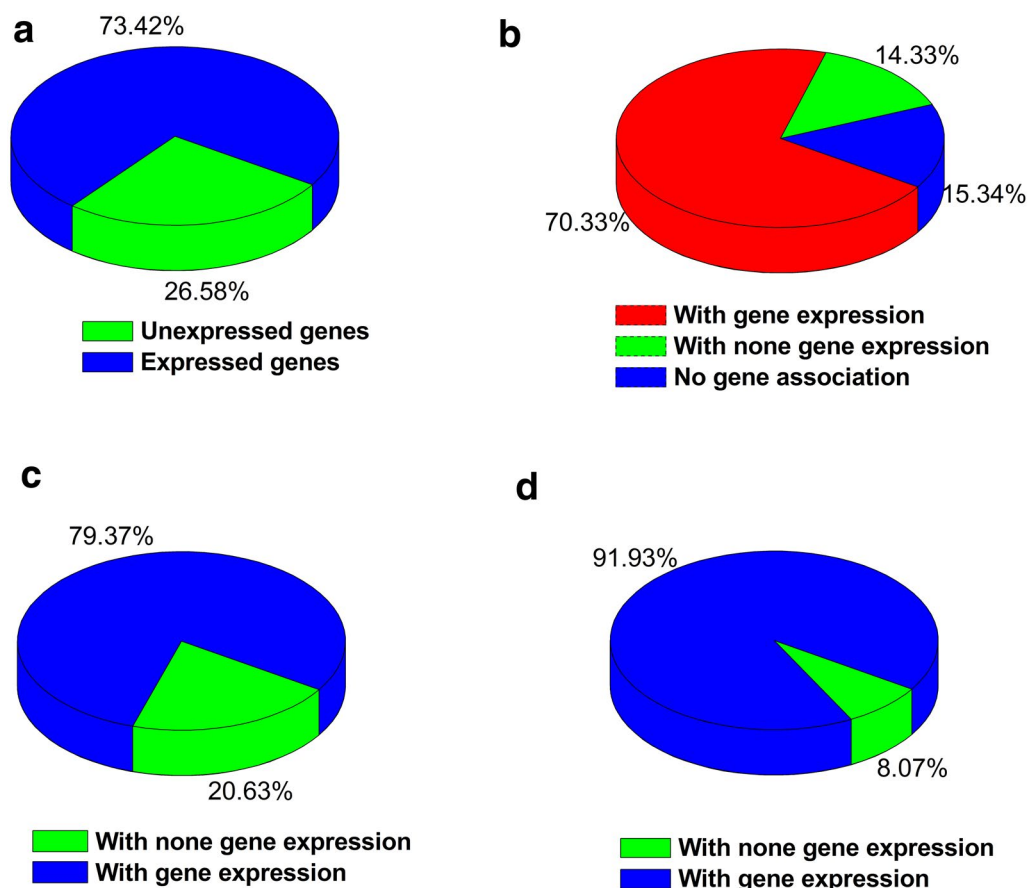 a
73.42%
26.58%
Unexpressed genes
Expressed genes
b
14.33%
15.34%
70.33%
With gene expression
With none gene expression
No gene association
c
79.37%
20.63%
With none gene expression
With gene expression
d
91.93%
8.07%
With none gene expression
With gene expression